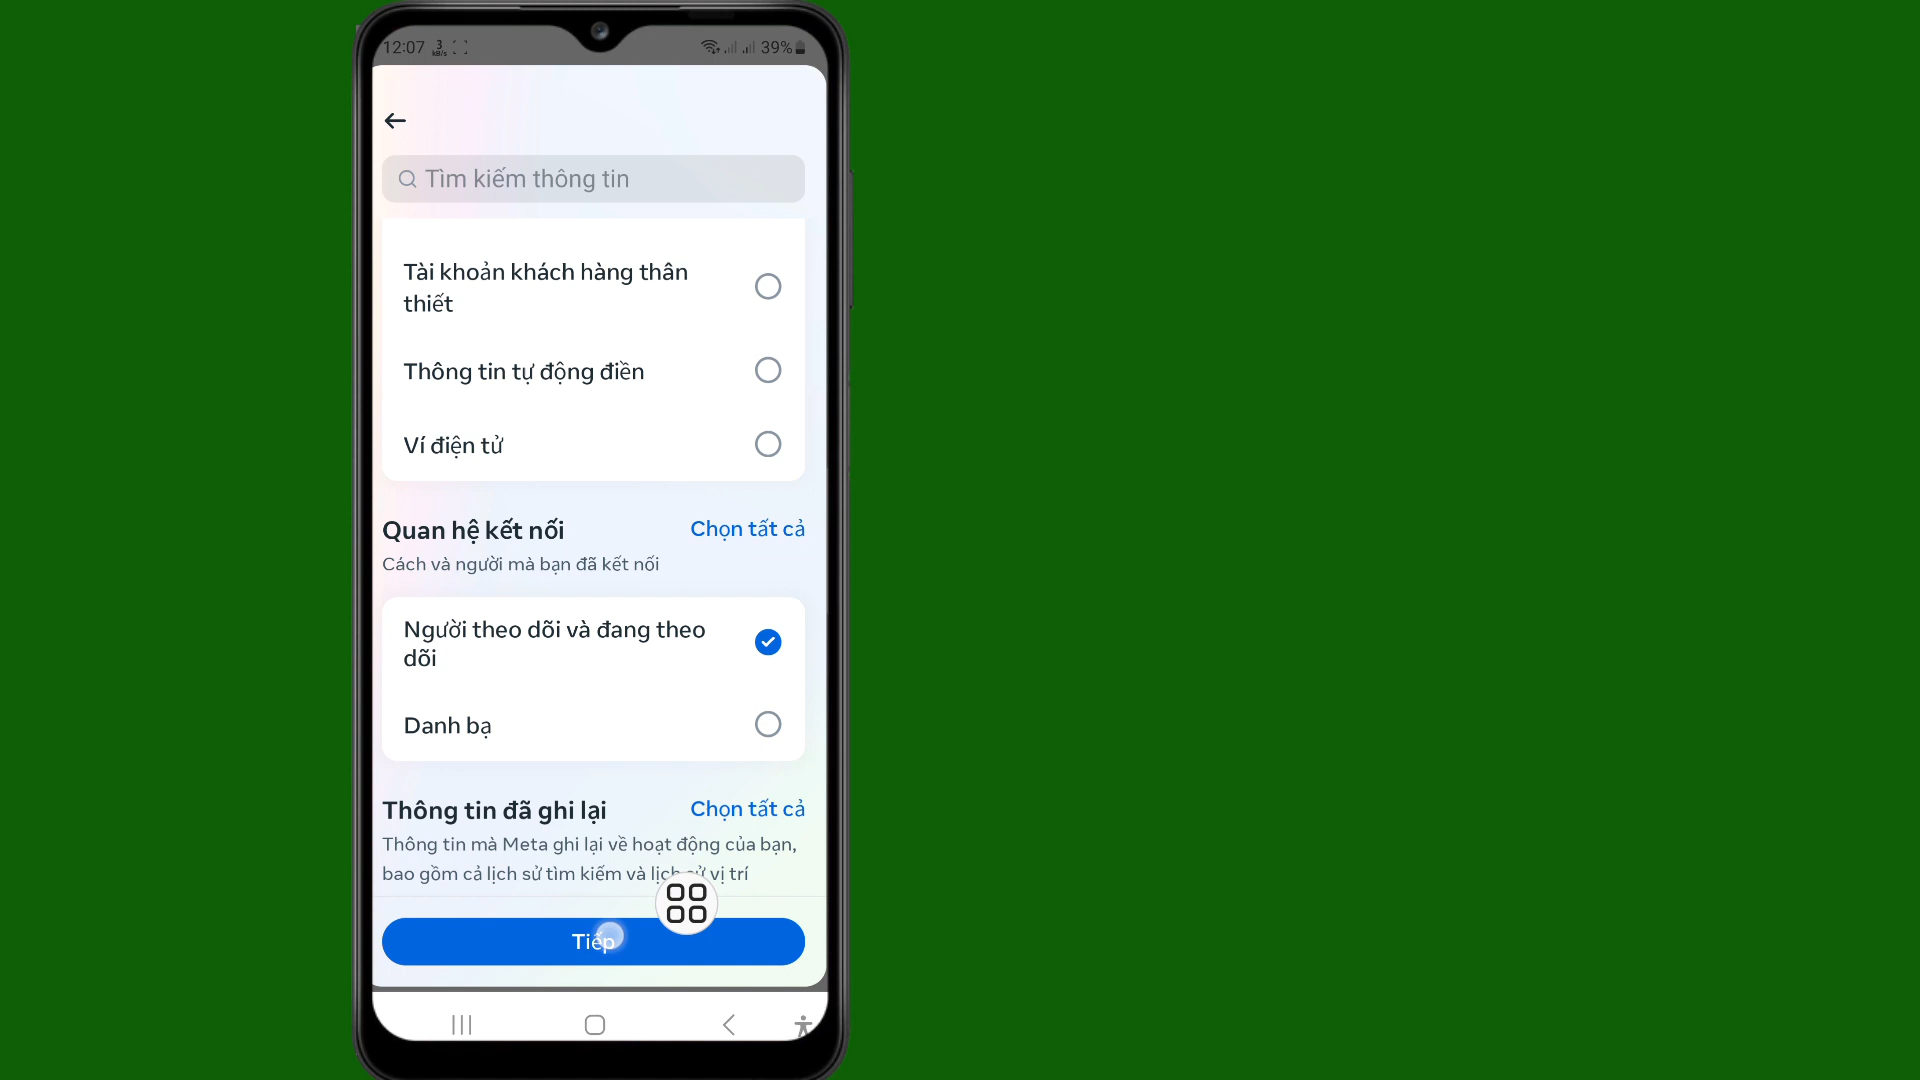 12:07 3 kB/s 39%
Tìm kiếm thông tin
Tài khoản khách hàng thân
thiết
Thông tin tự động điền
Ví điện tử
Quan hệ kết nối Chọn tất cả
Cách và người mà bạn đã kết nối
Người theo dõi và đang theo
dõi
Danh bạ
Thông tin đã ghi lại Chọn tất cả
Thông tin mà Meta ghi lại về hoạt động của bạn,
bao gồm cả lịch sử tìm kiếm và lịch sử vị trí
Tiếp